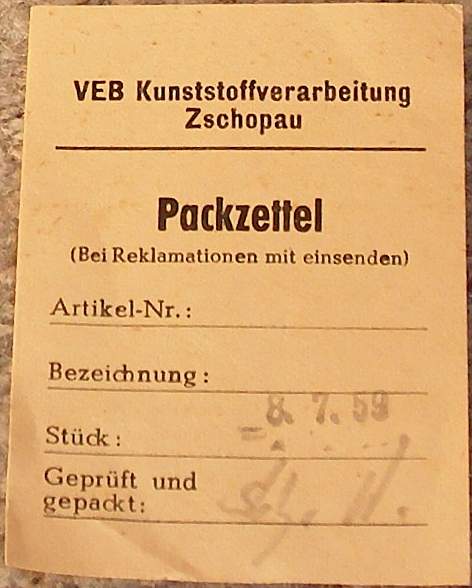 VEB Kunststoffverarbeitung
Zschopau
Packzettel
(Bei Reklamationen mit einsenden)
Artikel-Nr.:
Bezeichnung:
8. 7. 59
Stück:
Geprüft und
gepackt: